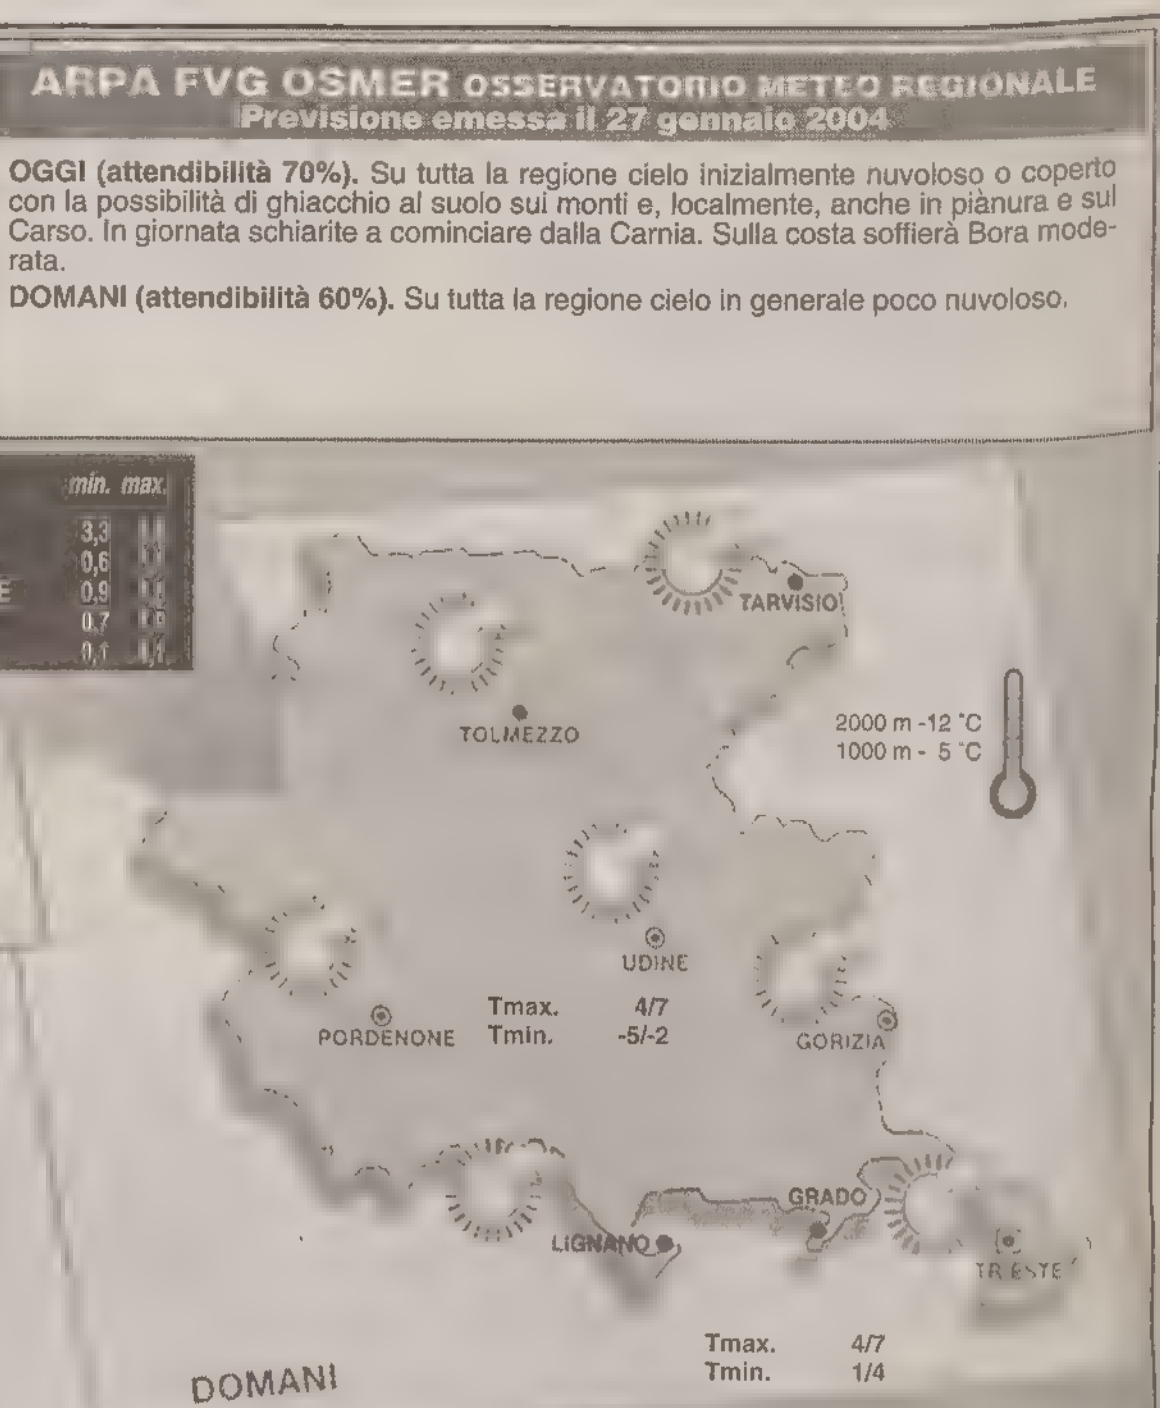 ARPA FVG OSMER OSSERVATORIO METEO REGIONALE
Previsione emessa il 27 gennaio 2004
OGGI (attendibilità 70%). Su tutta la regione cielo inizialmente nuvoloso o coperto
con la possibilità di ghiacchio al suolo sui monti e, localmente, anche in piànura e sul
Carso. In giornata schiarite a cominciare dalla Carnia. Sulla costa soffierà Bora mode-
rata.
DOMANI (attendibilità 60%). Su tutta la regione cielo in generale poco nuvoloso.
min. max.
3,3
0,6
0,9
0,7
0,1
TARVISIO
TOLMEZZO
2000 m -12 °C
1000 m - 5 °C
UDINE
PORDENONE
Tmax. 4/7
Tmin. -5/-2
GORIZIA
GRADO
LIGNANO
TRIESTE
Tmax. 4/7
Tmin. 1/4
DOMANI